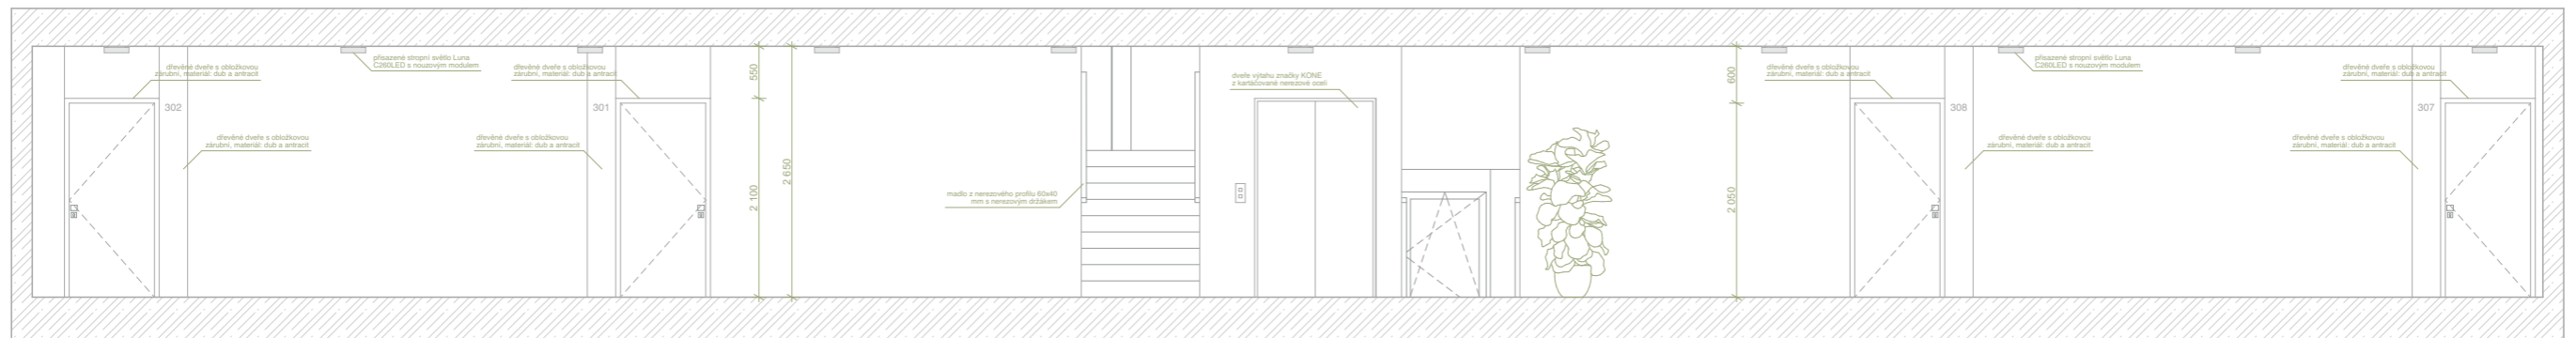 přisazené stropní světlo Luna
C260LED s nouzovým modulem
dřevěné dveře s obložkovou
zárubní, materiál: dub a antracit
302
dřevěné dveře s obložkovou
zárubní, materiál: dub a antracit
dřevěné dveře s obložkovou
zárubní, materiál: dub a antracit
301
dřevěné dveře s obložkovou
zárubní, materiál: dub a antracit
550
2 100
2 650
madlo z nerezového profilu 60x40
mm s nerezovým držákem
dveře výtahu značky KONE
z kartáčované nerezové oceli
600
2 050
dřevěné dveře s obložkovou
zárubní, materiál: dub a antracit
308
dřevěné dveře s obložkovou
zárubní, materiál: dub a antracit
přisazené stropní světlo Luna
C260LED s nouzovým modulem
dřevěné dveře s obložkovou
zárubní, materiál: dub a antracit
307
dřevěné dveře s obložkovou
zárubní, materiál: dub a antracit